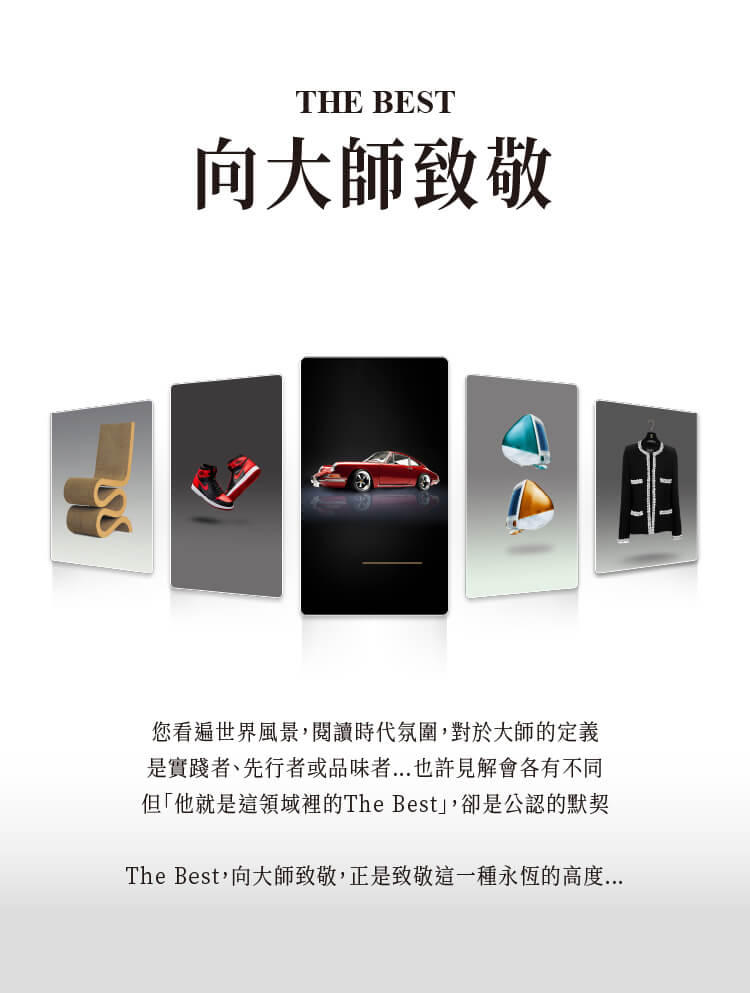 THE BEST
向大師致敬
您看遍世界風景，閱讀時代氛圍，對於大師的定義
是實踐者、先行者或品味者...也許見解會各有不同
但「他就是這領域裡的The Best」，卻是公認的默契
The Best，向大師致敬，正是致敬這一種永恆的高度...